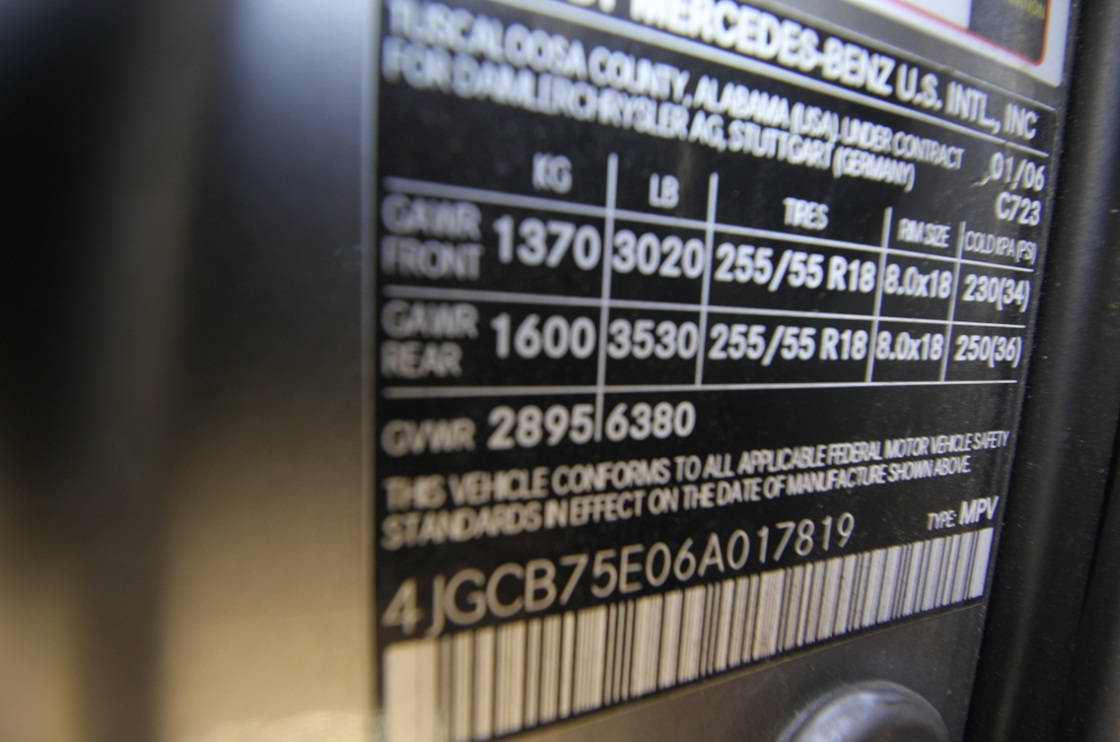 BY MERCEDES-BENZ U.S. INTL., INC
TUSCALOOSA COUNTY, ALABAMA (USA) UNDER CONTRACT
FOR DAIMLERCHRYSLER AG, STUTTGART (GERMANY)
01/06
C723
KG LB TIRES RIM SIZE COLD KPA (PSI)
GAWR FRONT 1370 3020 255/55 R18 8.0x18 230(34)
GAWR REAR 1600 3530 255/55 R18 8.0x18 250(36)
GVWR 2895 6380
THIS VEHICLE CONFORMS TO ALL APPLICABLE FEDERAL MOTOR VEHICLE SAFETY
STANDARDS IN EFFECT ON THE DATE OF MANUFACTURE SHOWN ABOVE.
TYPE: MPV
4JGCB75E06A017819